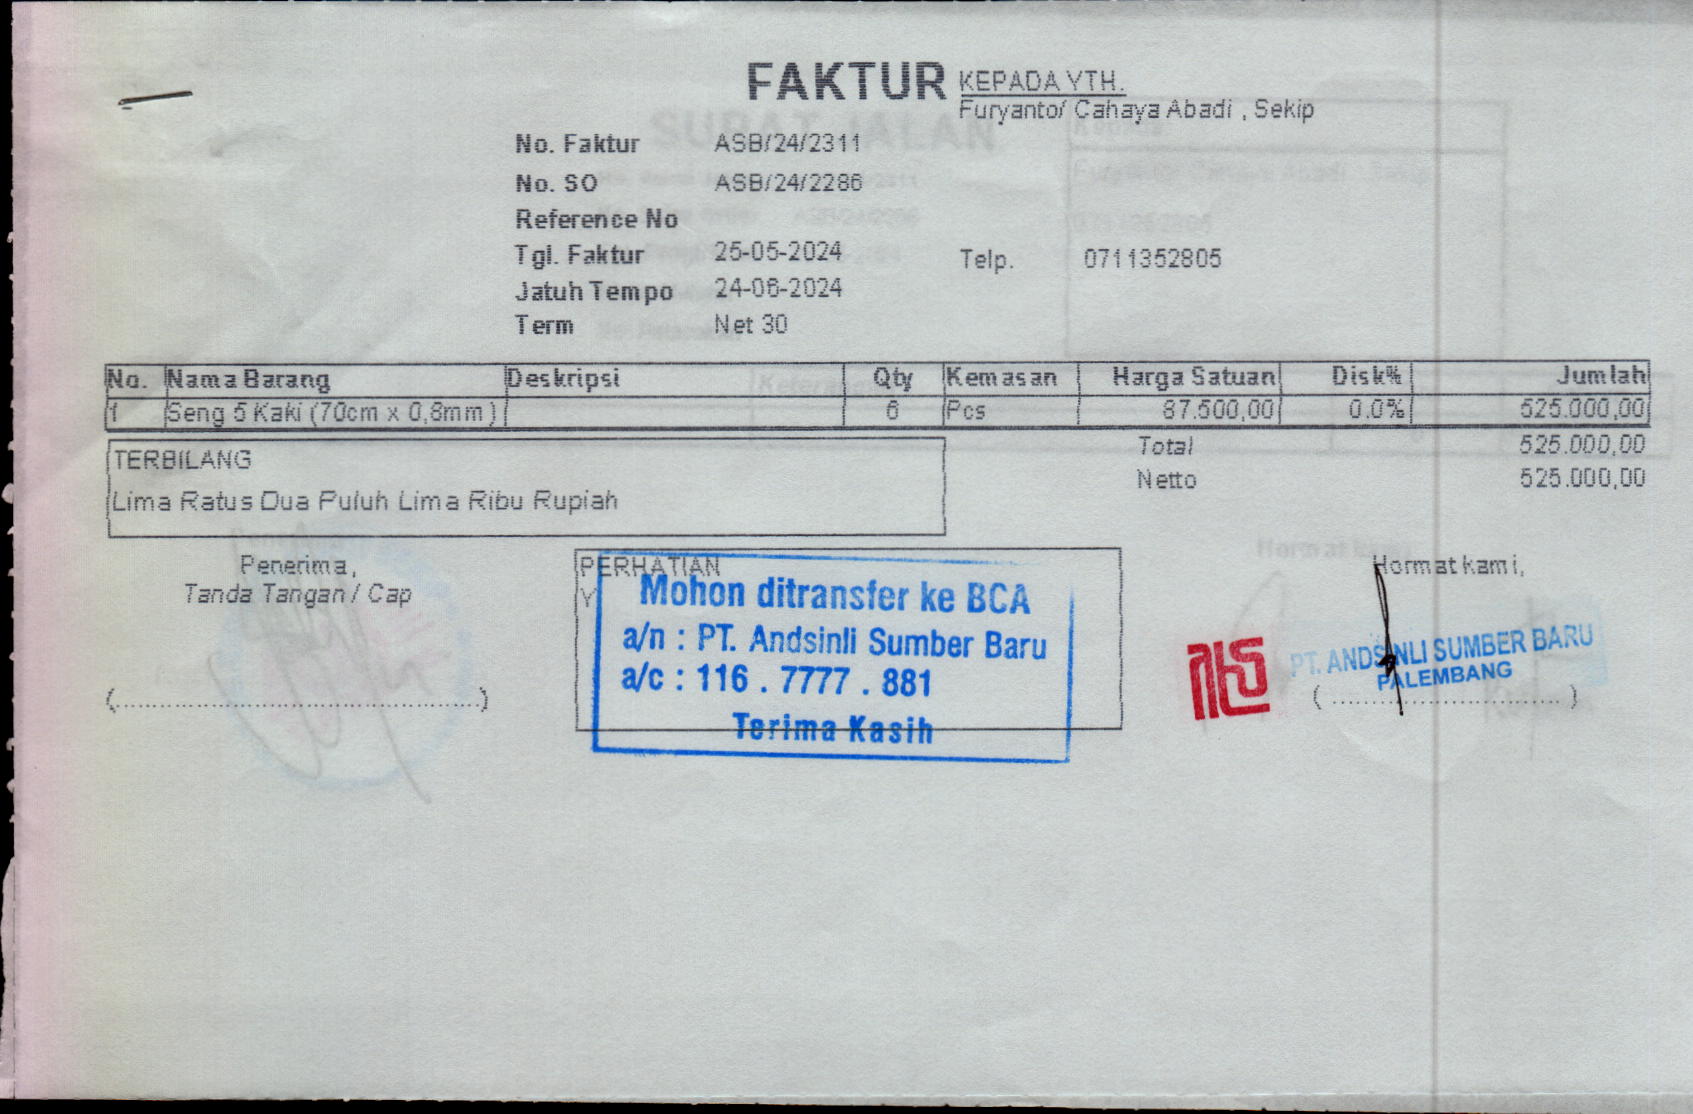 FAKTUR
KEPADA YTH.
Furyanto/ Cahaya Abadi , Sekip
No. Faktur ASB/24/2311
No. SO ASB/24/2286
Reference No
Tgl. Faktur 25-05-2024
Telp. 0711352805
Jatuh Tempo 24-06-2024
Term Net 30
No. Nama Barang Deskripsi Qty Kemasan Harga Satuan Disk% Jumlah
1 Seng 5 Kaki (70cm x 0,8mm) 6 Pcs 87.500,00 0.0% 525.000,00
Total 525.000,00
Netto 525.000,00
TERBILANG
Lima Ratus Dua Puluh Lima Ribu Rupiah
Penerima,
Tanda Tangan / Cap
(..........................................)
PERHATIAN
Y
Mohon ditransfer ke BCA
a/n : PT. Andsinli Sumber Baru
a/c : 116 . 7777 . 881
Terima Kasih
Hormat kami,
PT. ANDSINLI SUMBER BARU
PALEMBANG
(...........................)
SURAT JALAN